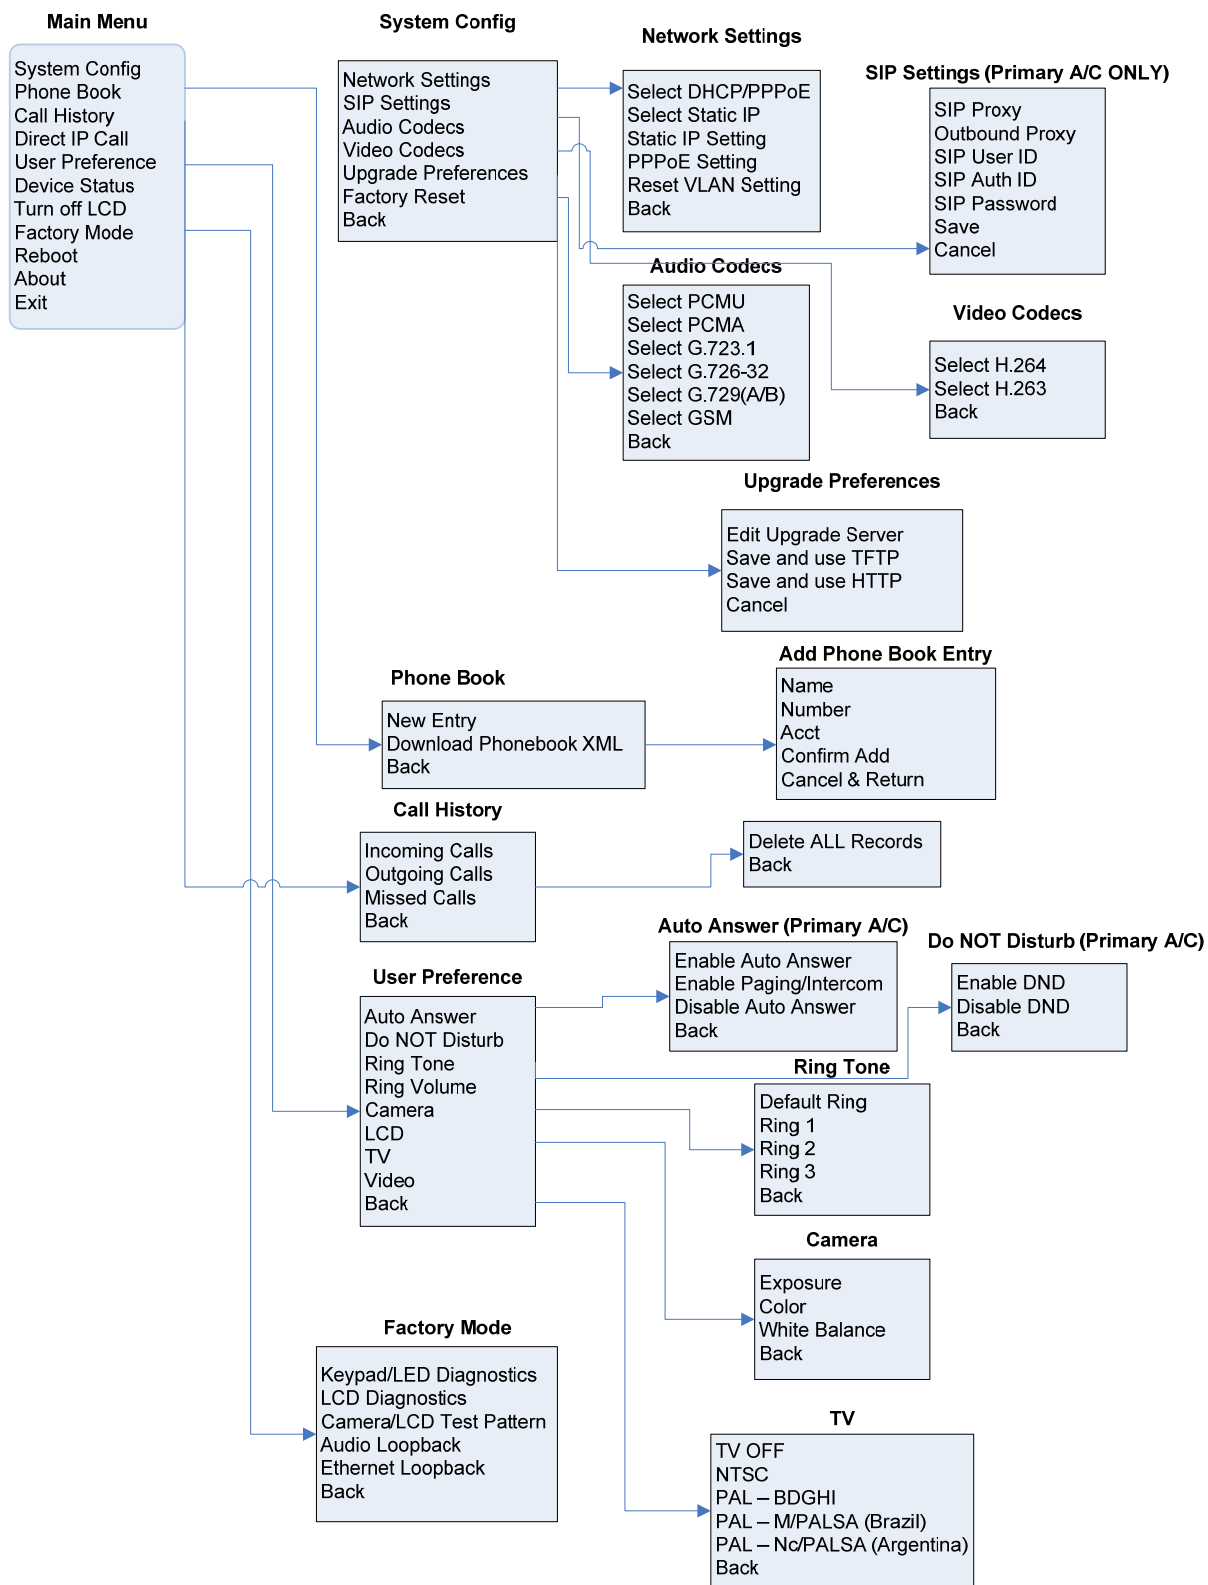 Main Menu
System Config
Phone Book
Call History
Direct IP Call
User Preference
Device Status
Turn off LCD
Factory Mode
Reboot
About
Exit
System Config
Network Settings
SIP Settings
Audio Codecs
Video Codecs
Upgrade Preferences
Factory Reset
Back
Network Settings
Select DHCP/PPPoE
Select Static IP
Static IP Setting
PPPoE Setting
Reset VLAN Setting
Back
SIP Settings (Primary A/C ONLY)
SIP Proxy
Outbound Proxy
SIP User ID
SIP Auth ID
SIP Password
Save
Cancel
Audio Codecs
Select PCMU
Select PCMA
Select G.723.1
Select G.726-32
Select G.729(A/B)
Select GSM
Back
Video Codecs
Select H.264
Select H.263
Back
Upgrade Preferences
Edit Upgrade Server
Save and use TFTP
Save and use HTTP
Cancel
Phone Book
New Entry
Download Phonebook XML
Back
Add Phone Book Entry
Name
Number
Acct
Confirm Add
Cancel & Return
Call History
Incoming Calls
Outgoing Calls
Missed Calls
Back
Delete ALL Records
Back
User Preference
Auto Answer
Do NOT Disturb
Ring Tone
Ring Volume
Camera
LCD
TV
Video
Back
Auto Answer (Primary A/C)
Enable Auto Answer
Enable Paging/Intercom
Disable Auto Answer
Back
Do NOT Disturb (Primary A/C)
Enable DND
Disable DND
Back
Ring Tone
Default Ring
Ring 1
Ring 2
Ring 3
Back
Camera
Exposure
Color
White Balance
Back
Factory Mode
Keypad/LED Diagnostics
LCD Diagnostics
Camera/LCD Test Pattern
Audio Loopback
Ethernet Loopback
Back
TV
TV OFF
NTSC
PAL – BDGHI
PAL – M/PALSA (Brazil)
PAL – Nc/PALSA (Argentina)
Back